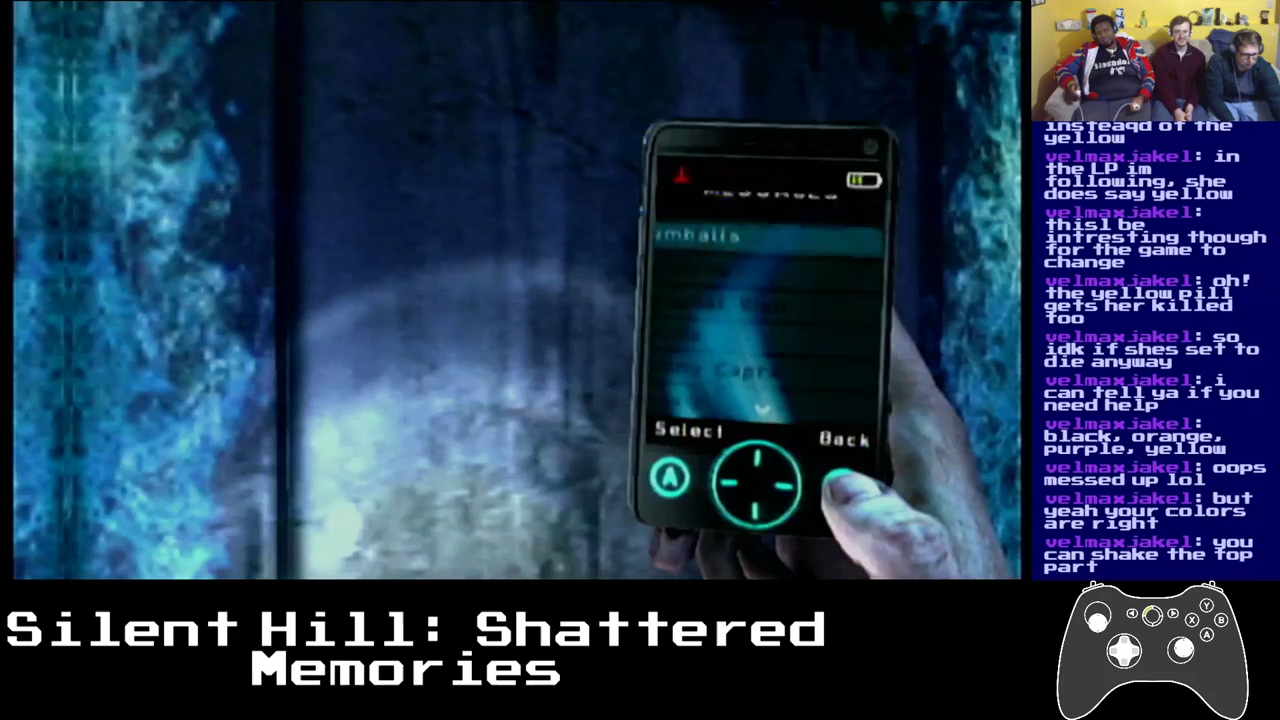 Select
Back
A
insteaqd of the
yellow
velmaxjakel: in
the LP im
following, she
does say yellow
velmaxjakel:
this1 be
intresting though
for the game to
change
velmaxjakel: oh!
the yellow pill
gets her killed
too
velmaxjakel: so
idk if shes set to
die anyway
velmaxjakel: i
can tell ya if you
need help
velmaxjakel:
black, orange,
purple, yellow
velmaxjakel: oops
messed up lol
velmaxjakel: but
yeah your colors
are right
velmaxjakel: you
can shake the top
part
Silent Hill: Shattered
Memories
Y
X
B
A